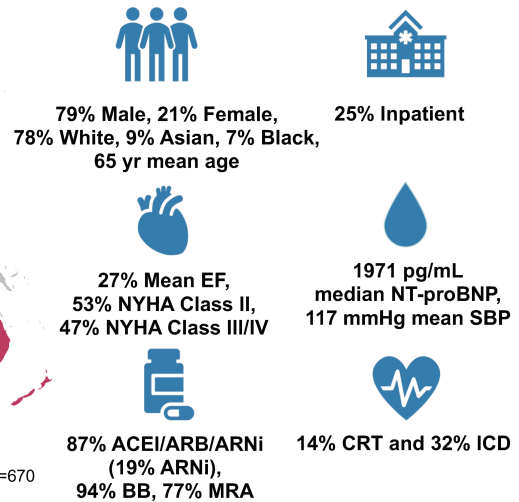 79% Male, 21% Female,
78% White, 9% Asian, 7% Black,
65 yr mean age
25% Inpatient
27% Mean EF,
53% NYHA Class II,
47% NYHA Class III/IV
1971 pg/mL
median NT-proBNP,
117 mmHg mean SBP
87% ACEI/ARB/ARNi
(19% ARNi),
94% BB, 77% MRA
14% CRT and 32% ICD
=670